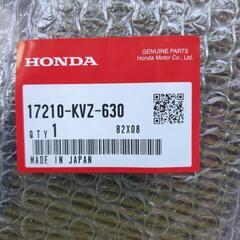 HONDA
GENUINE PARTS
Honda Motor Co., Ltd.
17210-KVZ-630
QTY 1 B2X08
MADE IN JAPAN